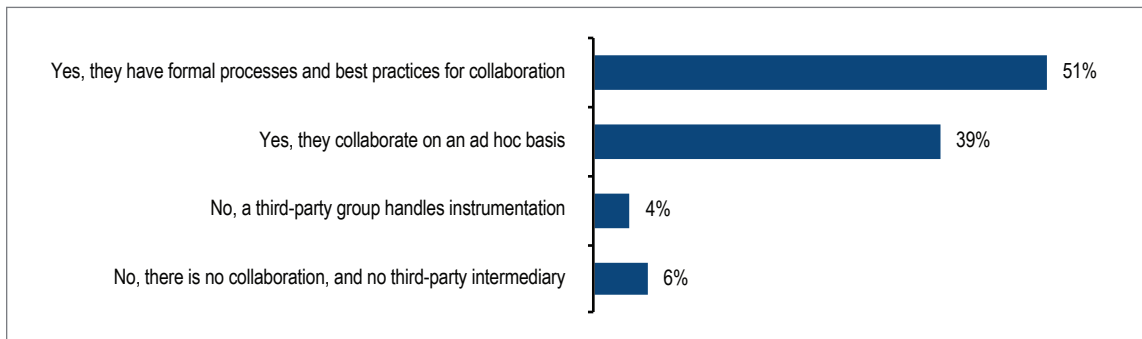 Yes, they have formal processes and best practices for collaboration 51%
Yes, they collaborate on an ad hoc basis 39%
No, a third-party group handles instrumentation 4%
No, there is no collaboration, and no third-party intermediary 6%